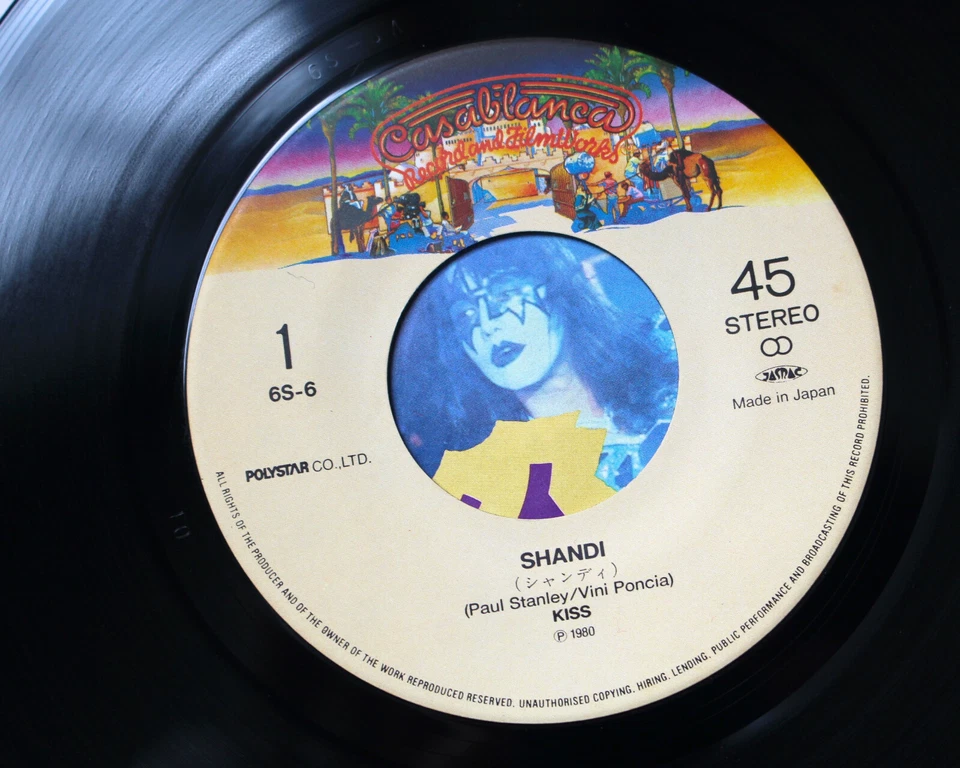 Casablanca
Record and FilmWorks
1
6S-6
POLYSTAR CO.,LTD.
45
STEREO
JASRAC
Made in Japan
SHANDI
(シャンディ)
(Paul Stanley/Vini Poncia)
KISS
Ⓟ 1980
ALL RIGHTS OF THE PRODUCER AND OF THE OWNER OF THE WORK REPRODUCED RESERVED. UNAUTHORISED COPYING, HIRING, LENDING, PUBLIC PERFORMANCE AND BROADCASTING OF THIS RECORD PROHIBITED.